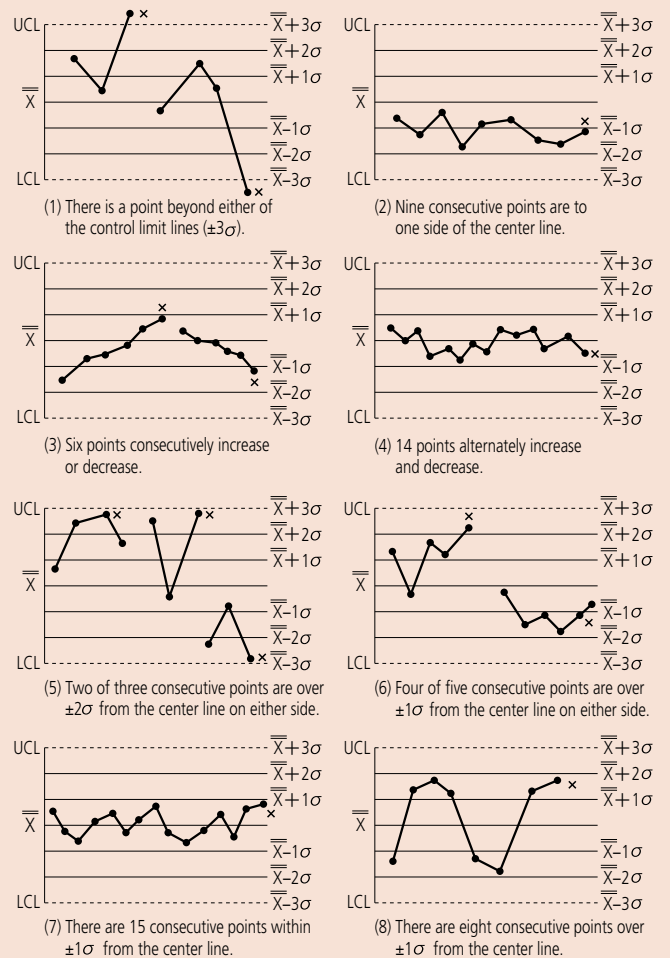 UCL X̿+3σ
X̿+2σ
X̿+1σ
X̿
X̿–1σ
X̿–2σ
LCL X̿–3σ
(1) There is a point beyond either of
the control limit lines (±3σ).
UCL X̿+3σ
X̿+2σ
X̿+1σ
X̿
X̿–1σ
X̿–2σ
LCL X̿–3σ
(2) Nine consecutive points are to
one side of the center line.
UCL X̿+3σ
X̿+2σ
X̿+1σ
X̿
X̿–1σ
X̿–2σ
LCL X̿–3σ
(3) Six points consecutively increase
or decrease.
UCL X̿+3σ
X̿+2σ
X̿+1σ
X̿
X̿–1σ
X̿–2σ
LCL X̿–3σ
(4) 14 points alternately increase
and decrease.
UCL X̿+3σ
X̿+2σ
X̿+1σ
X̿
X̿–1σ
X̿–2σ
LCL X̿–3σ
(5) Two of three consecutive points are over
±2σ from the center line on either side.
UCL X̿+3σ
X̿+2σ
X̿+1σ
X̿
X̿–1σ
X̿–2σ
LCL X̿–3σ
(6) Four of five consecutive points are over
±1σ from the center line on either side.
UCL X̿+3σ
X̿+2σ
X̿+1σ
X̿
X̿–1σ
X̿–2σ
LCL X̿–3σ
(7) There are 15 consecutive points within
±1σ from the center line.
UCL X̿+3σ
X̿+2σ
X̿+1σ
X̿
X̿–1σ
X̿–2σ
LCL X̿–3σ
(8) There are eight consecutive points over
±1σ from the center line.